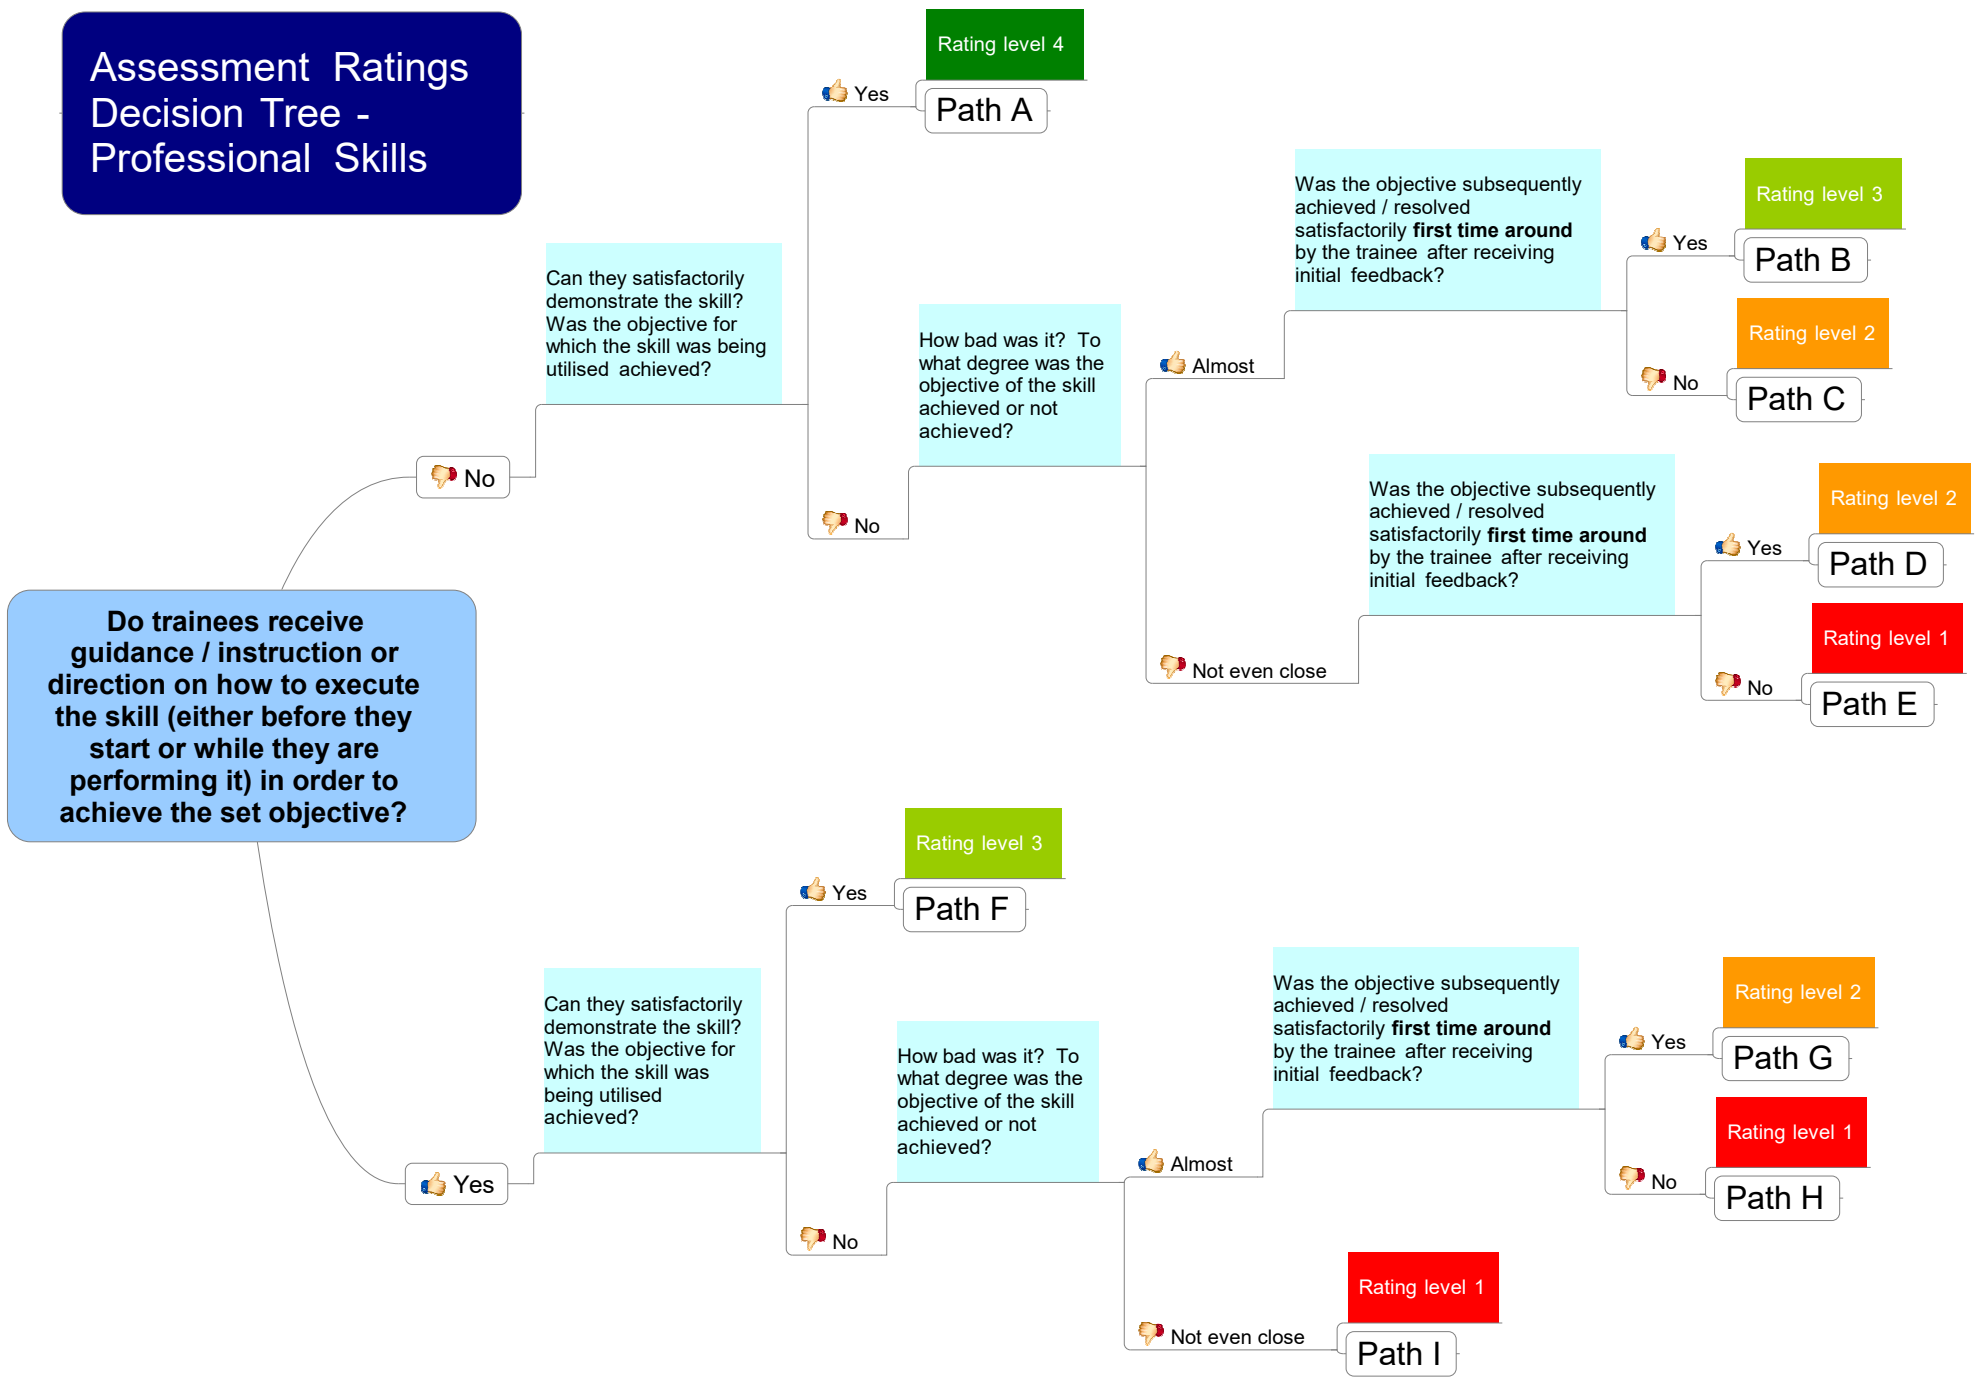 Assessment Ratings
Decision Tree -
Professional Skills
Rating level 4
Yes
Path A
Can they satisfactorily
demonstrate the skill?
Was the objective for
which the skill was being
utilised achieved?
No
No
How bad was it? To
what degree was the
objective of the skill
achieved or not
achieved?
Almost
Was the objective subsequently
achieved / resolved
satisfactorily first time around
by the trainee after receiving
initial feedback?
Rating level 3
Yes
Path B
Rating level 2
No
Path C
Not even close
Was the objective subsequently
achieved / resolved
satisfactorily first time around
by the trainee after receiving
initial feedback?
Rating level 2
Yes
Path D
Rating level 1
No
Path E
Do trainees receive
guidance / instruction or
direction on how to execute
the skill (either before they
start or while they are
performing it) in order to
achieve the set objective?
Yes
Can they satisfactorily
demonstrate the skill?
Was the objective for
which the skill was
being utilised
achieved?
Rating level 3
Yes
Path F
No
How bad was it? To
what degree was the
objective of the skill
achieved or not
achieved?
Almost
Was the objective subsequently
achieved / resolved
satisfactorily first time around
by the trainee after receiving
initial feedback?
Rating level 2
Yes
Path G
Rating level 1
No
Path H
Rating level 1
Not even close
Path I